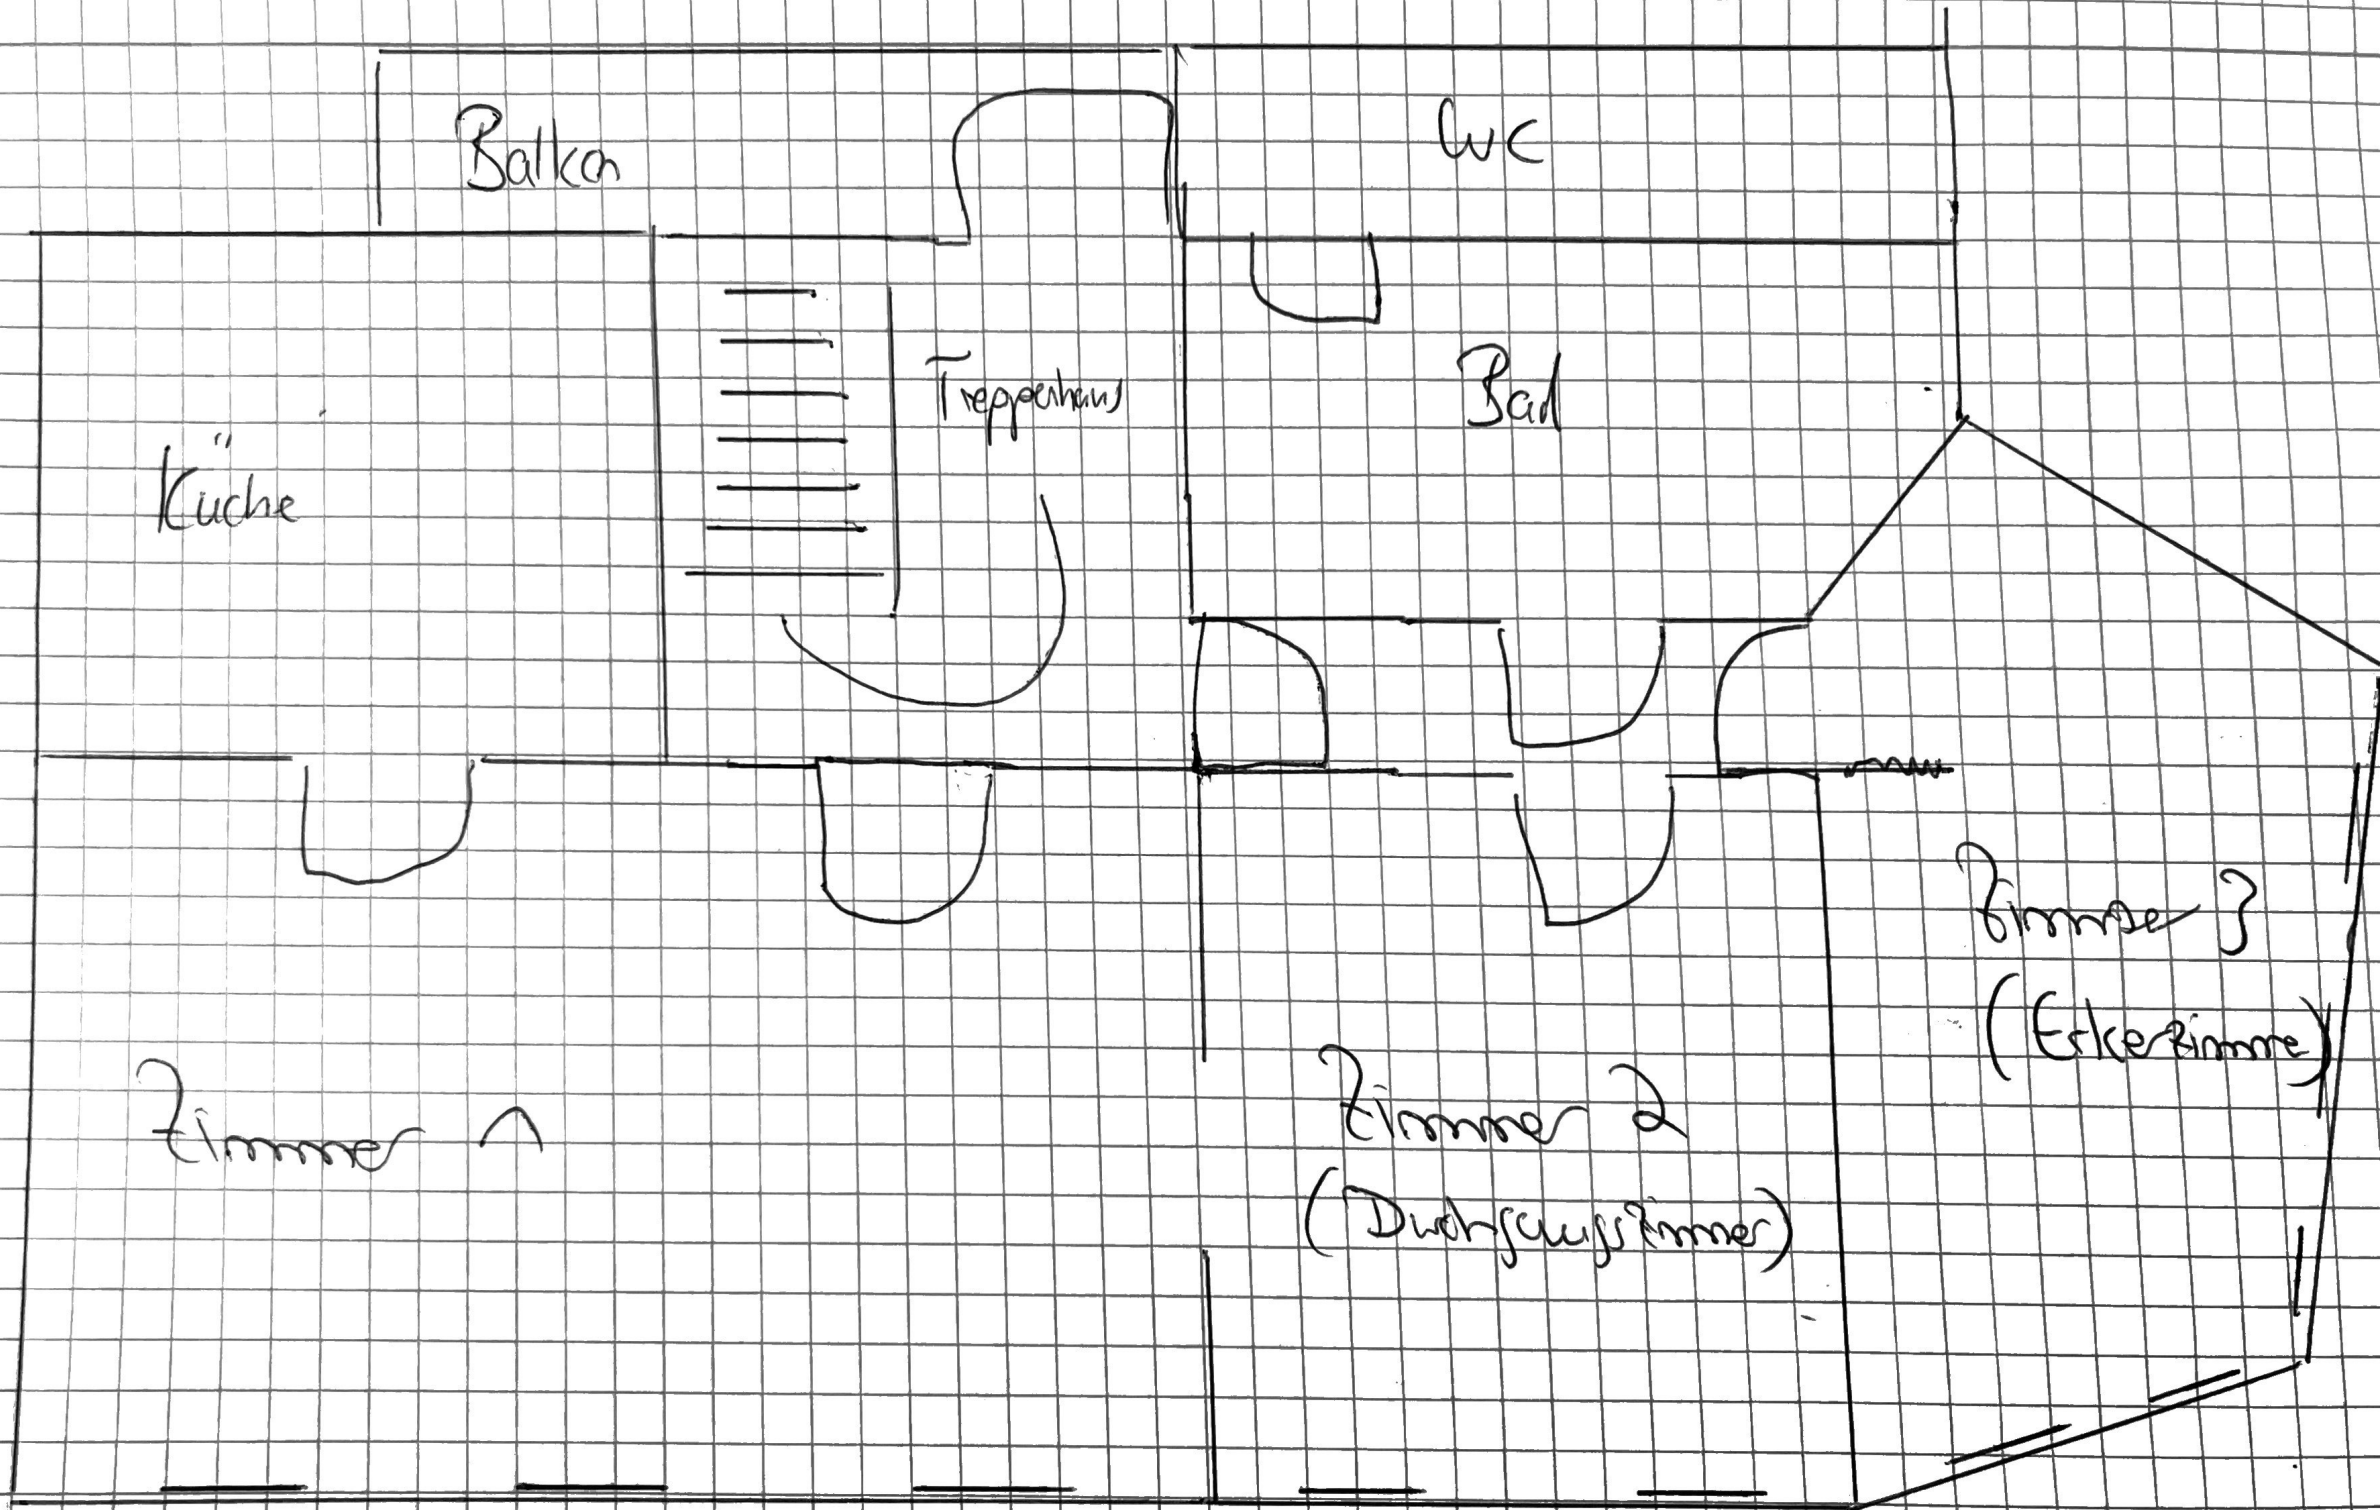 Balkon
WC
Treppenhaus
Bad
Küche
Zimmer 3
(Erkerzimmer)
Zimmer 1
Zimmer 2
(Durchgangszimmer)